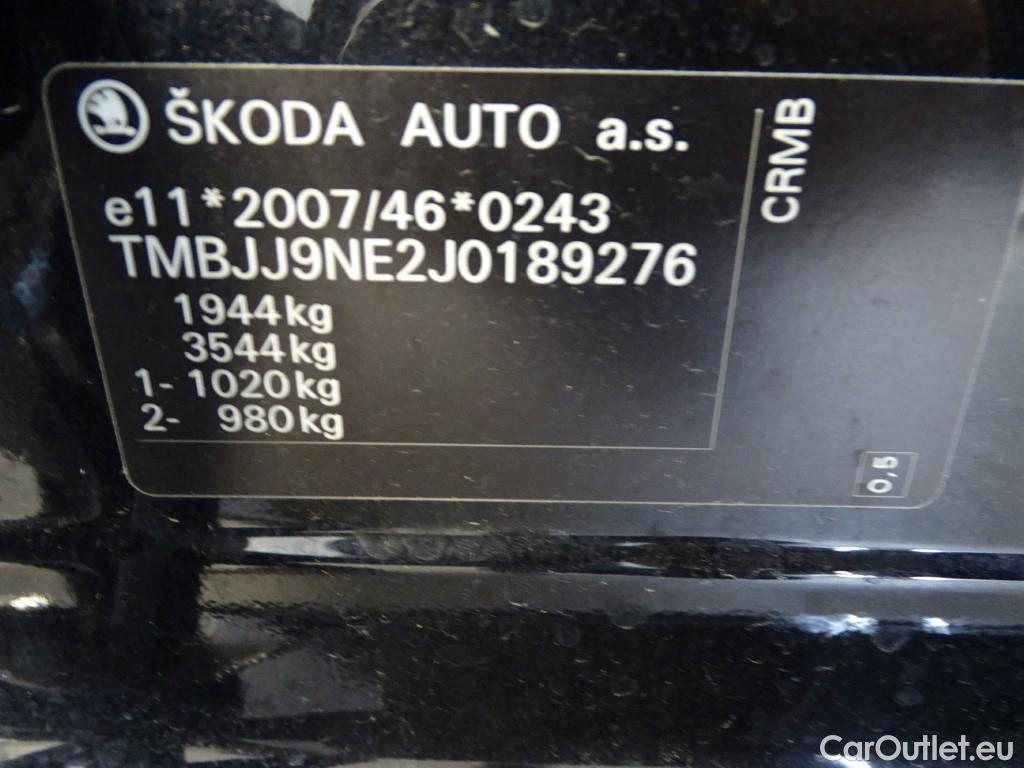 ŠKODA AUTO a.s.
e11*2007/46*0243
TMBJJ9NE2J0189276
1944kg
3544kg
1- 1020kg
2- 980kg
CRMB
0,5
CarOutlet.eu